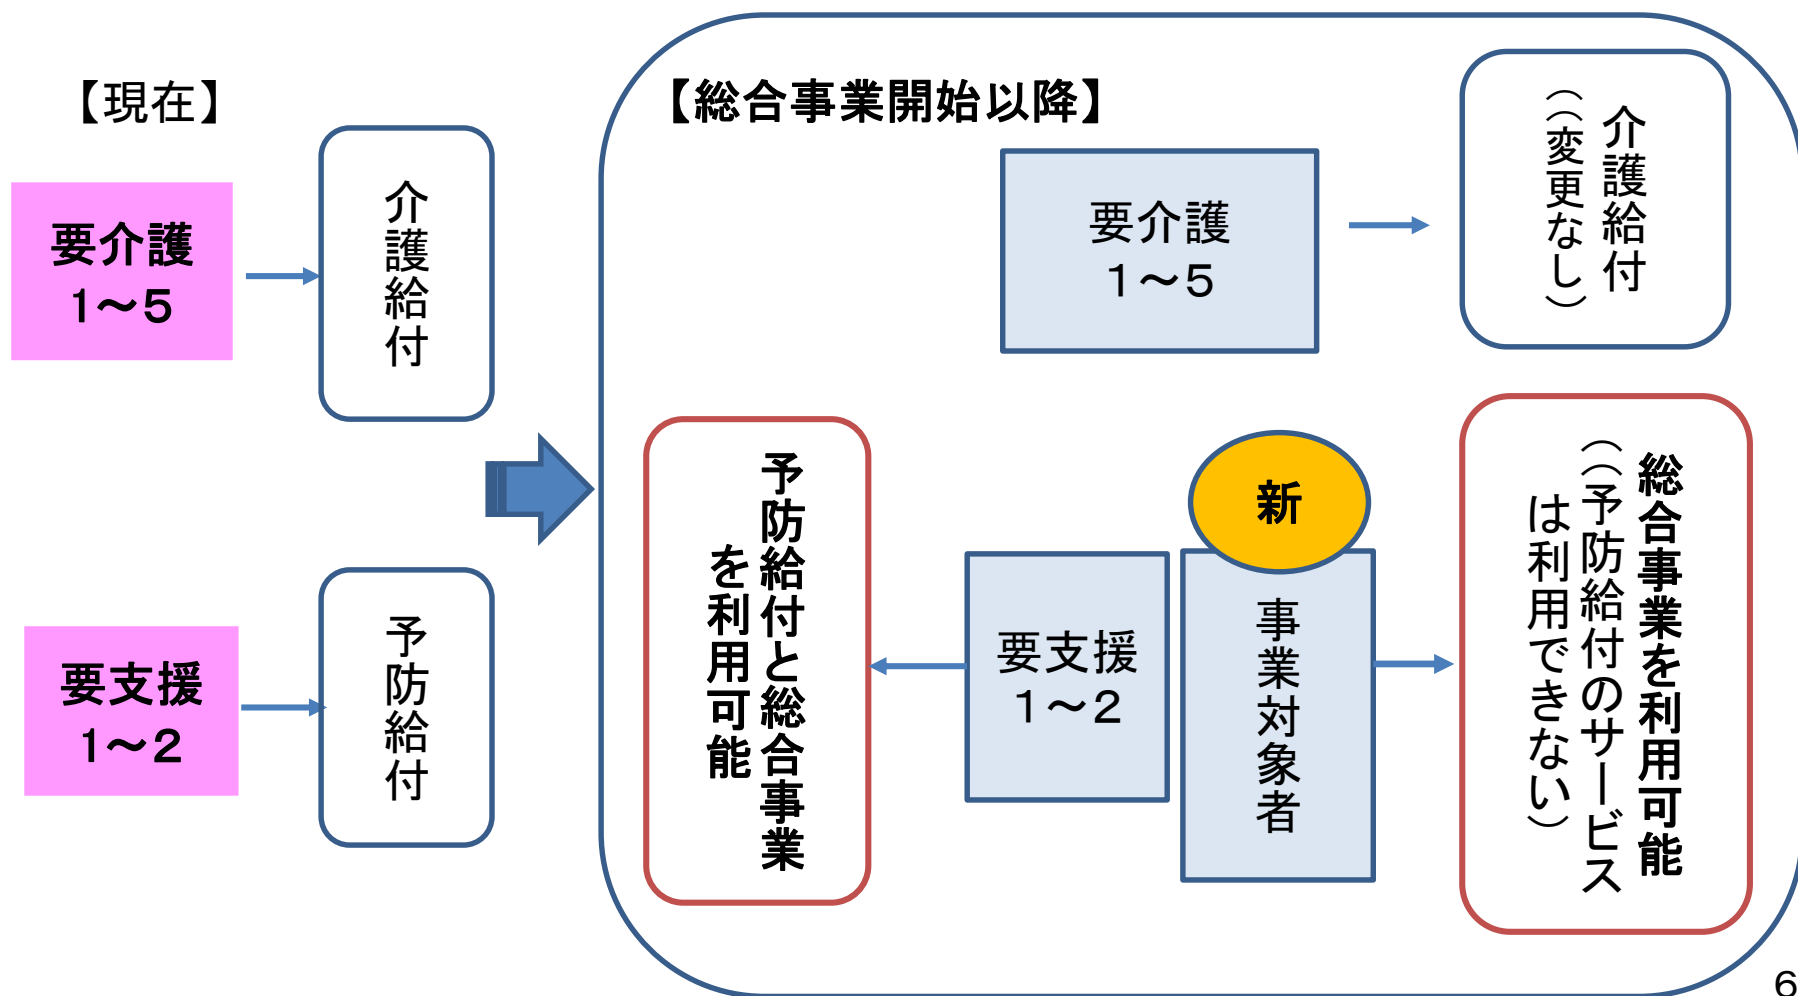 【現在】
要介護
1～5
介護給付
要支援
1～2
予防給付
【総合事業開始以降】
要介護
1～5
介護給付
（（変更なし）
予防給付と総合事業
を利用可能
要支援
1～2
新
事業対象者
総合事業を利用可能
（（予防給付のサービス
は利用できない）
6